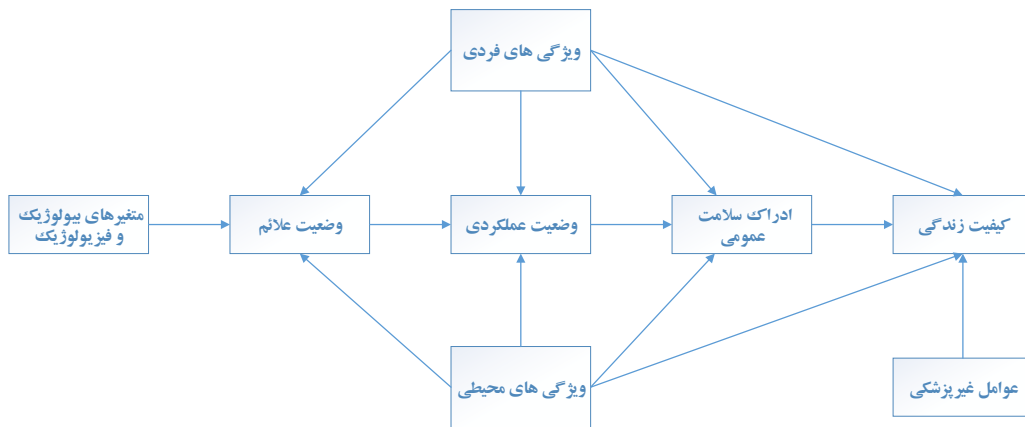 ویژگی های فردی
متغیرهای بیولوژیک
و فیزیولوژیک
وضعیت علائم
وضعیت عملکردی
ادراک سلامت
عمومی
کیفیت زندگی
ویژگی های محیطی
عوامل غیرپزشکی